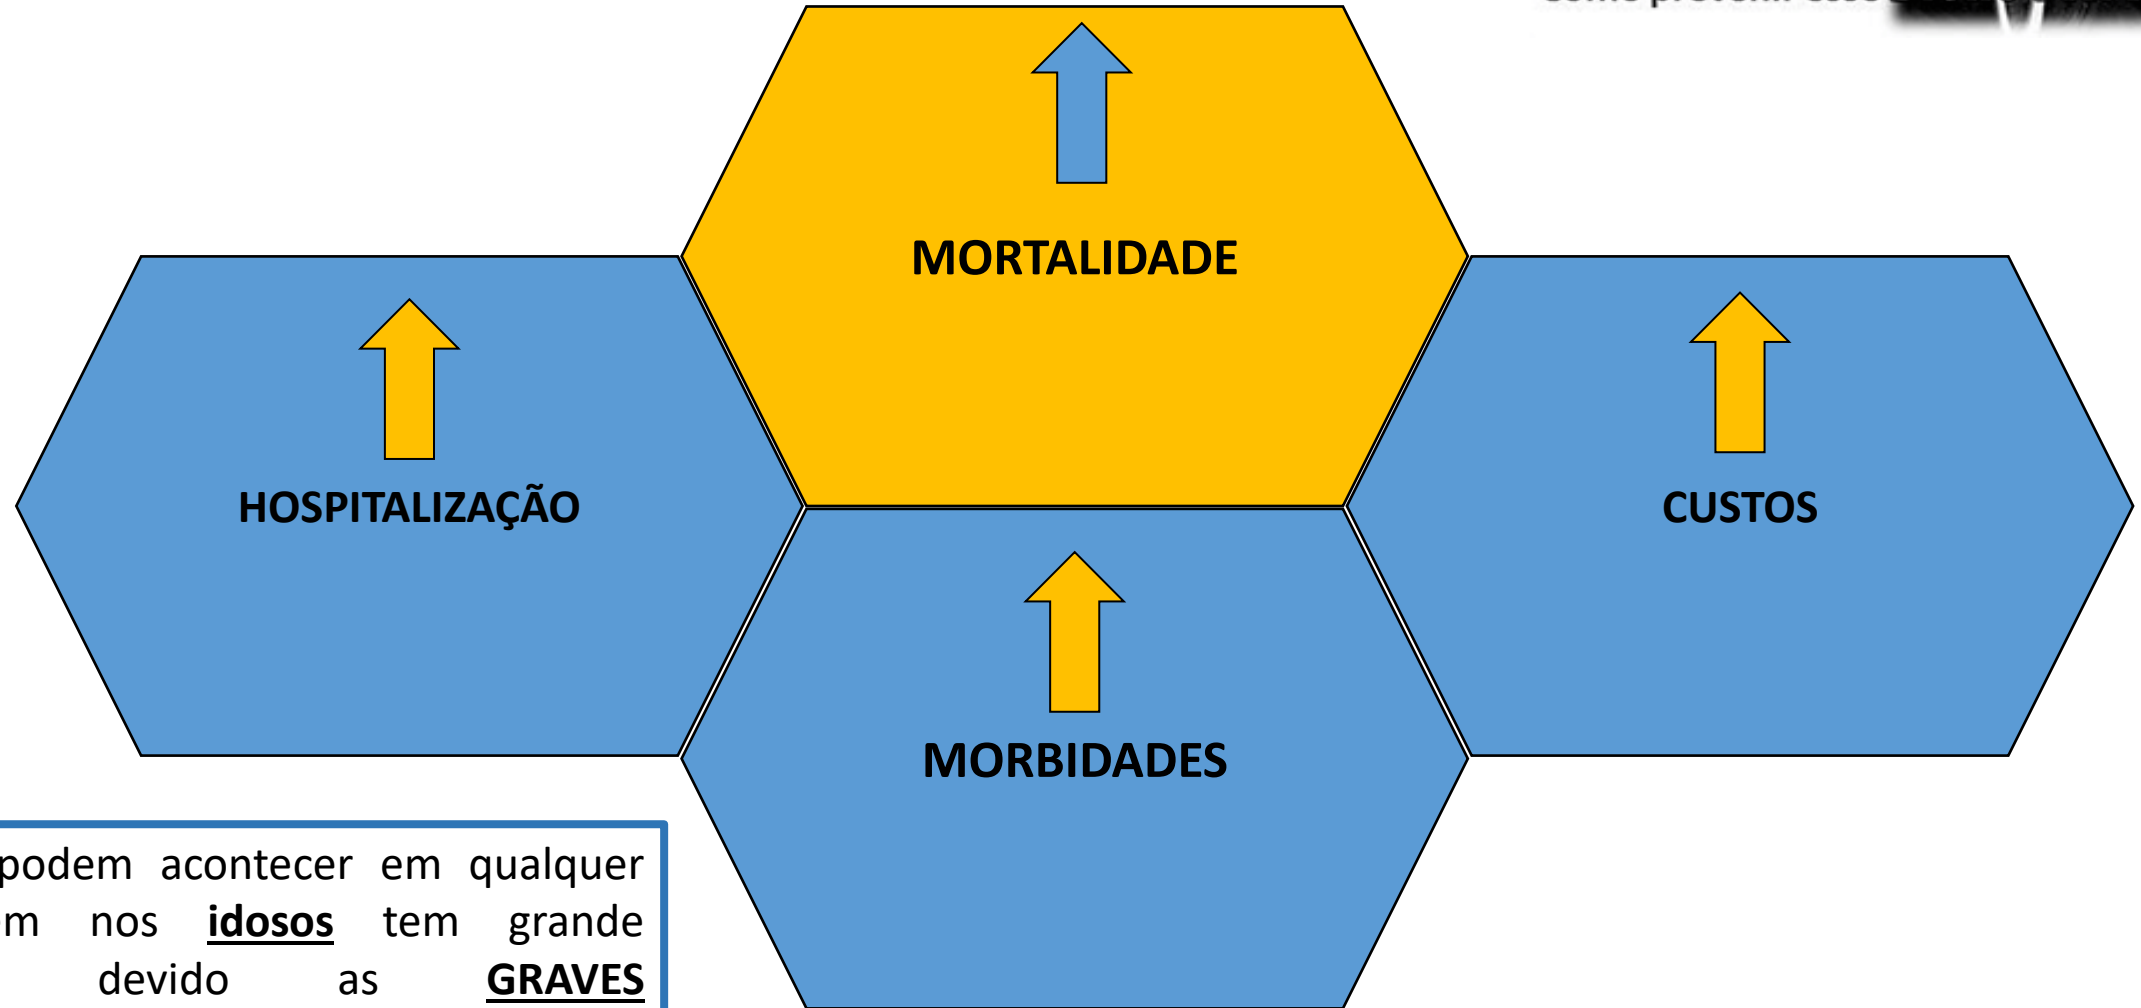 MORTALIDADE
HOSPITALIZAÇÃO
CUSTOS
MORBIDADES
podem acontecer em qualquer
nos idosos tem grande
devido as GRAVES